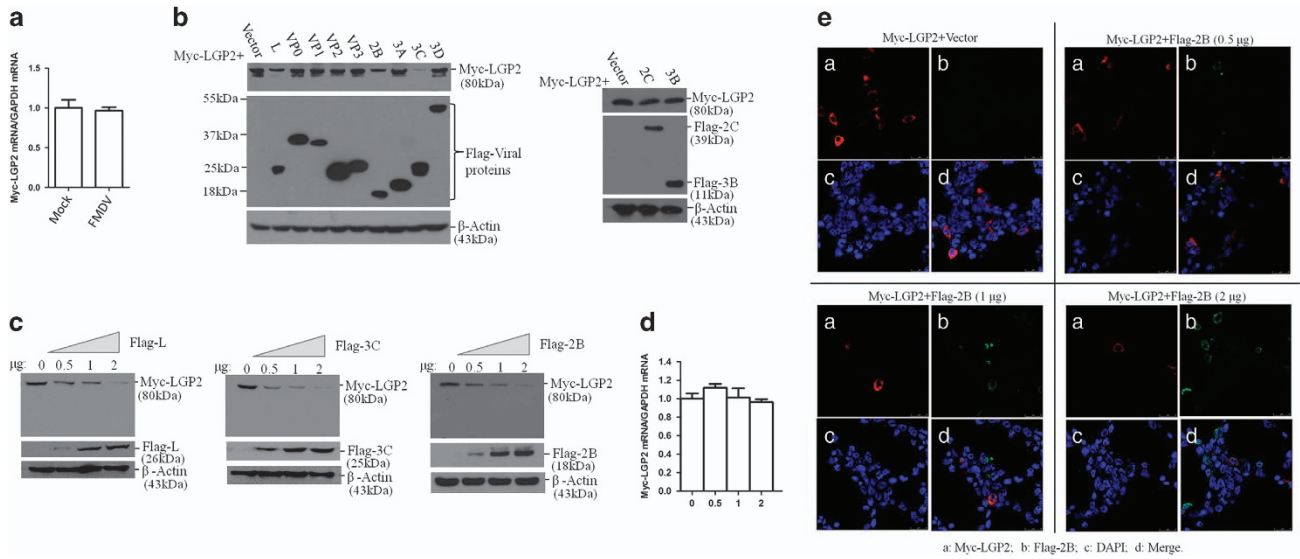 a
Myc-LGP2 mRNA/GAPDH mRNA
1.5
1.0
0.5
0.0
Mock
FMDV
b
Myc-LGP2+
Vector
L
VP0
VP1
VP2
VP3
2B
3A
3C
3D
Myc-LGP2
(80kDa)
55kDa
37kDa
25kDa
18kDa
Flag-Viral
proteins
β-Actin
(43kDa)
Myc-LGP2+
Vector
2C
3B
Myc-LGP2
(80kDa)
Flag-2C
(39kDa)
Flag-3B
(11kDa)
β-Actin
(43kDa)
c
Flag-L
μg: 0 0.5 1 2
Myc-LGP2
(80kDa)
Flag-L
(26kDa)
β-Actin
(43kDa)
Flag-3C
μg: 0 0.5 1 2
Myc-LGP2
(80kDa)
Flag-3C
(25kDa)
β-Actin
(43kDa)
Flag-2B
μg: 0 0.5 1 2
Myc-LGP2
(80kDa)
Flag-2B
(18kDa)
β-Actin
(43kDa)
d
Myc-LGP2 mRNA/GAPDH mRNA
1.4
1.2
1.0
0.8
0.6
0.4
0.2
0.0
0 0.5 1 2
e
Myc-LGP2+Vector
a b
c d
Myc-LGP2+Flag-2B (0.5 μg)
a b
c d
Myc-LGP2+Flag-2B (1 μg)
a b
c d
Myc-LGP2+Flag-2B (2 μg)
a b
c d
a: Myc-LGP2; b: Flag-2B; c: DAPI; d: Merge.